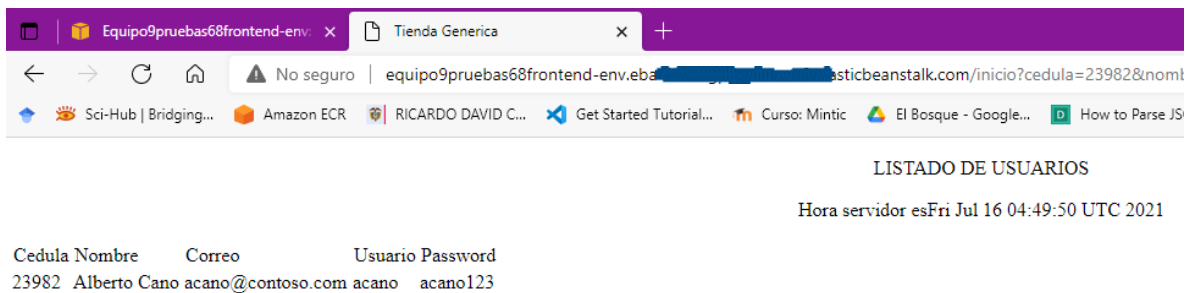 Equipo9pruebas68frontend-env:
Tienda Generica
No seguro | equipo9pruebas68frontend-env.eba sticbeanstalk.com/inicio?cedula=23982&nomb
Sci-Hub | Bridging... Amazon ECR RICARDO DAVID C... Get Started Tutorial... Curso: Mintic El Bosque - Google... How to Parse JS
LISTADO DE USUARIOS
Hora servidor esFri Jul 16 04:49:50 UTC 2021
Cedula Nombre Correo Usuario Password
23982 Alberto Cano acano@contoso.com acano acano123